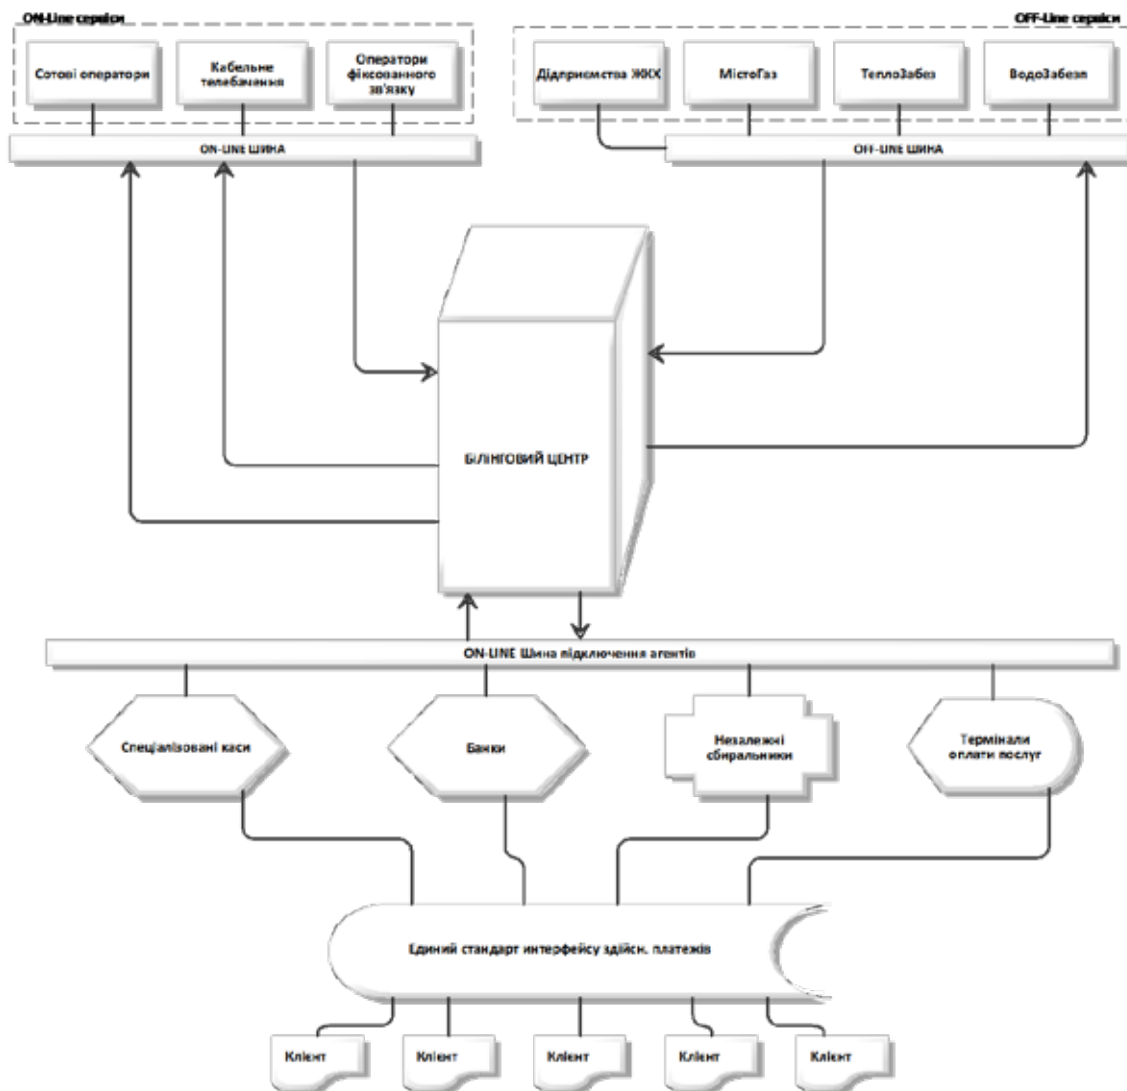 ON-Line сервіси
OFF-Line сервіси
Сотові оператори
Кабельне
телебачення
Оператори
фіксованного
зв'язку
Дідприємства ЖКХ
МістоГаз
ТеплоЗабез
ВодоЗабезп
ON-LINE ШИНА
OFF-LINE ШИНА
БІЛІНГОВИЙ ЦЕНТР
ON-LINE Шина підключення агентів
Спеціалізовані каси
Банки
Незалежні
сбиральники
Термінали
оплати послуг
Единий стандарт интерфейсу здійсн. платежів
Клієнт
Клієнт
Клієнт
Клієнт
Клієнт